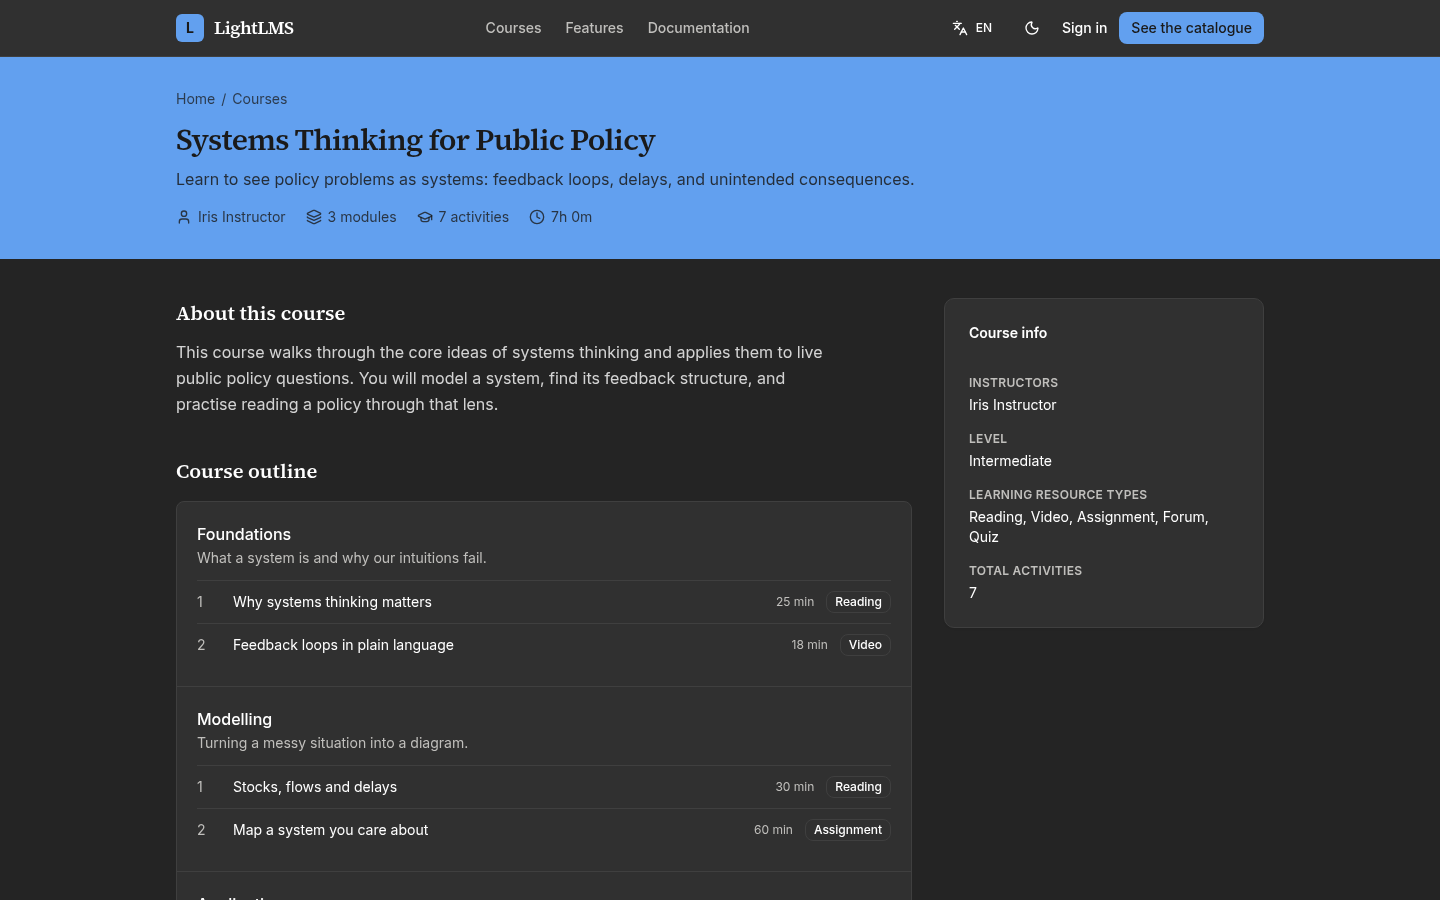 L LightLMS
Courses Features Documentation
EN
Sign in
See the catalogue
Home / Courses
Systems Thinking for Public Policy
Learn to see policy problems as systems: feedback loops, delays, and unintended consequences.
Iris Instructor 3 modules 7 activities 7h 0m
About this course
This course walks through the core ideas of systems thinking and applies them to live
public policy questions. You will model a system, find its feedback structure, and
practise reading a policy through that lens.
Course outline
Foundations
What a system is and why our intuitions fail.
1 Why systems thinking matters 25 min Reading
2 Feedback loops in plain language 18 min Video
Modelling
Turning a messy situation into a diagram.
1 Stocks, flows and delays 30 min Reading
2 Map a system you care about 60 min Assignment
Course info
INSTRUCTORS
Iris Instructor
LEVEL
Intermediate
LEARNING RESOURCE TYPES
Reading, Video, Assignment, Forum,
Quiz
TOTAL ACTIVITIES
7